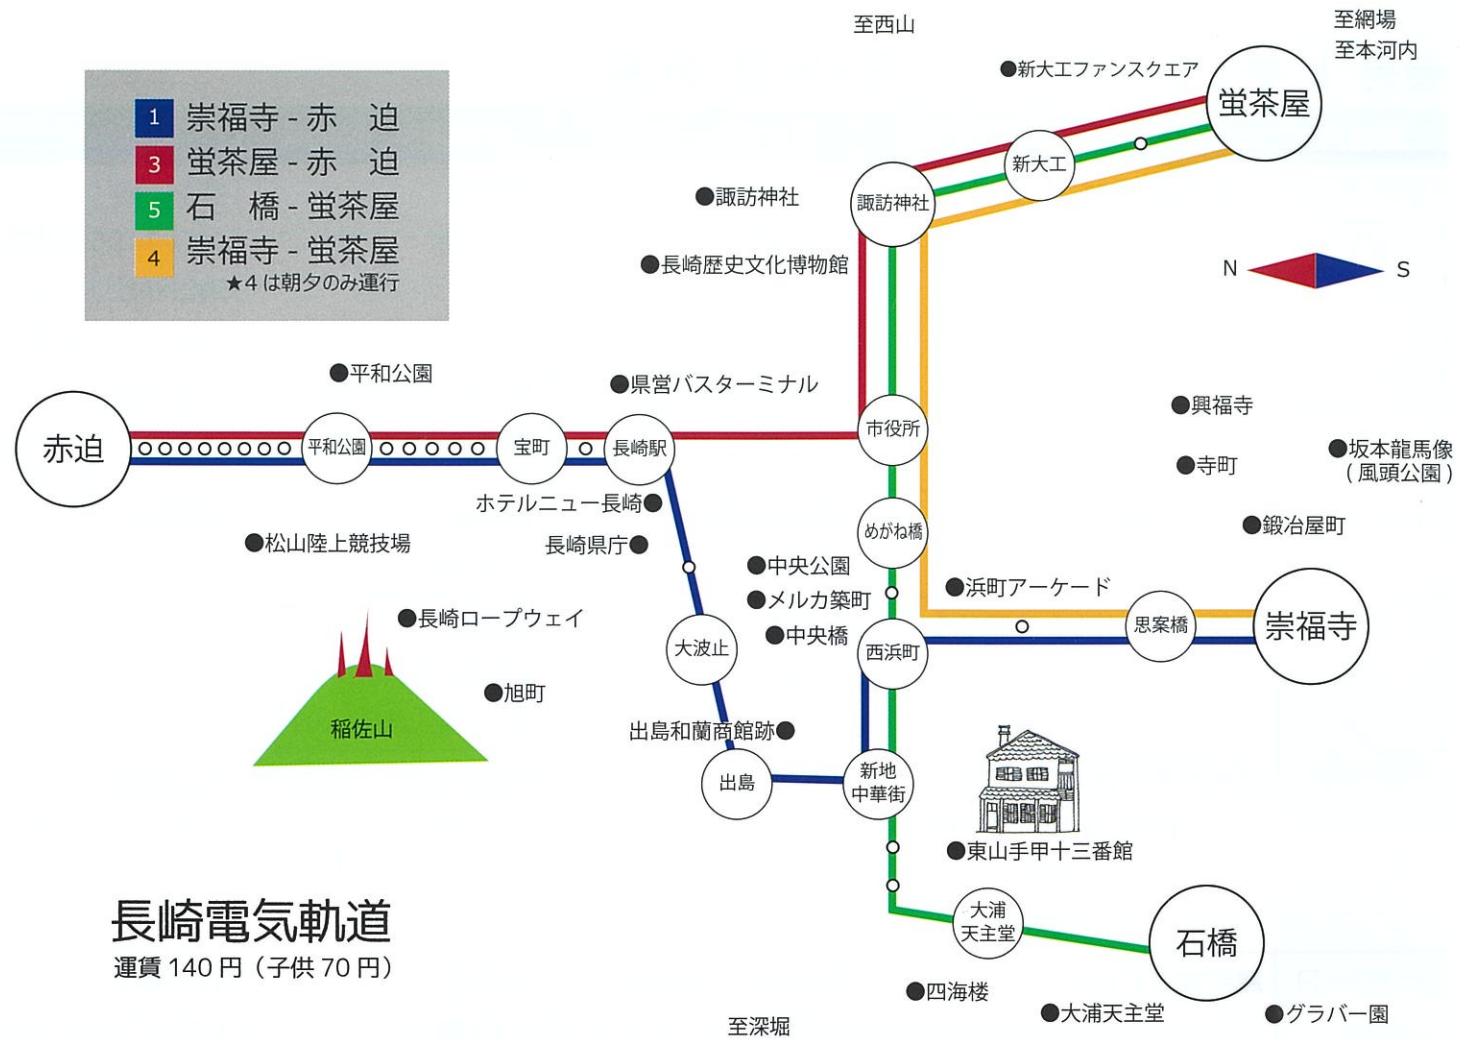 至西山
至網場
至本河内
●新大工ファンスクエア
蛍茶屋
1 崇福寺 - 赤　迫
3 蛍茶屋 - 赤　迫
5 石　橋 - 蛍茶屋
4 崇福寺 - 蛍茶屋
★4 は朝夕のみ運行
新大工
諏訪神社
●諏訪神社
●長崎歴史文化博物館
N
S
●平和公園
●県営バスターミナル
赤迫
平和公園
宝町
長崎駅
市役所
●興福寺
●寺町
●坂本龍馬像
（風頭公園）
ホテルニュー長崎●
●鍛冶屋町
めがね橋
●松山陸上競技場
長崎県庁●
●中央公園
●メルカ築町
●中央橋
●浜町アーケード
思案橋
崇福寺
●長崎ロープウェイ
大波止
西浜町
●旭町
稲佐山
出島和蘭商館跡●
出島
新地
中華街
●東山手甲十三番館
大浦
天主堂
石橋
長崎電気軌道
運賃 140 円（子供 70 円）
●四海楼
●大浦天主堂
●グラバー園
至深堀